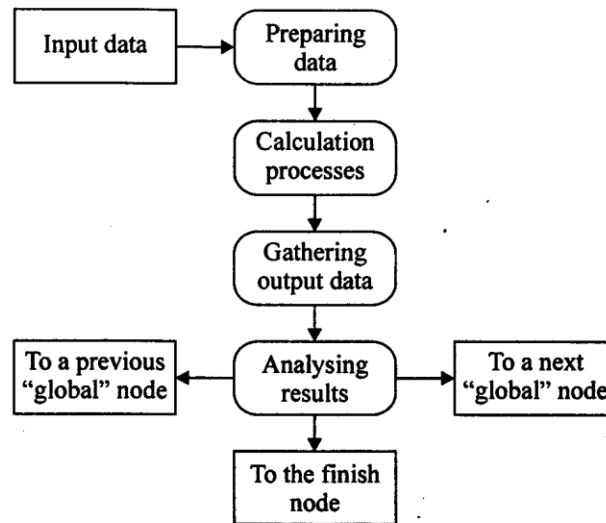 Input data
Preparing
data
Calculation
processes
Gathering
output data
To a previous
“global” node
Analysing
results
To a next
“global” node
To the finish
node